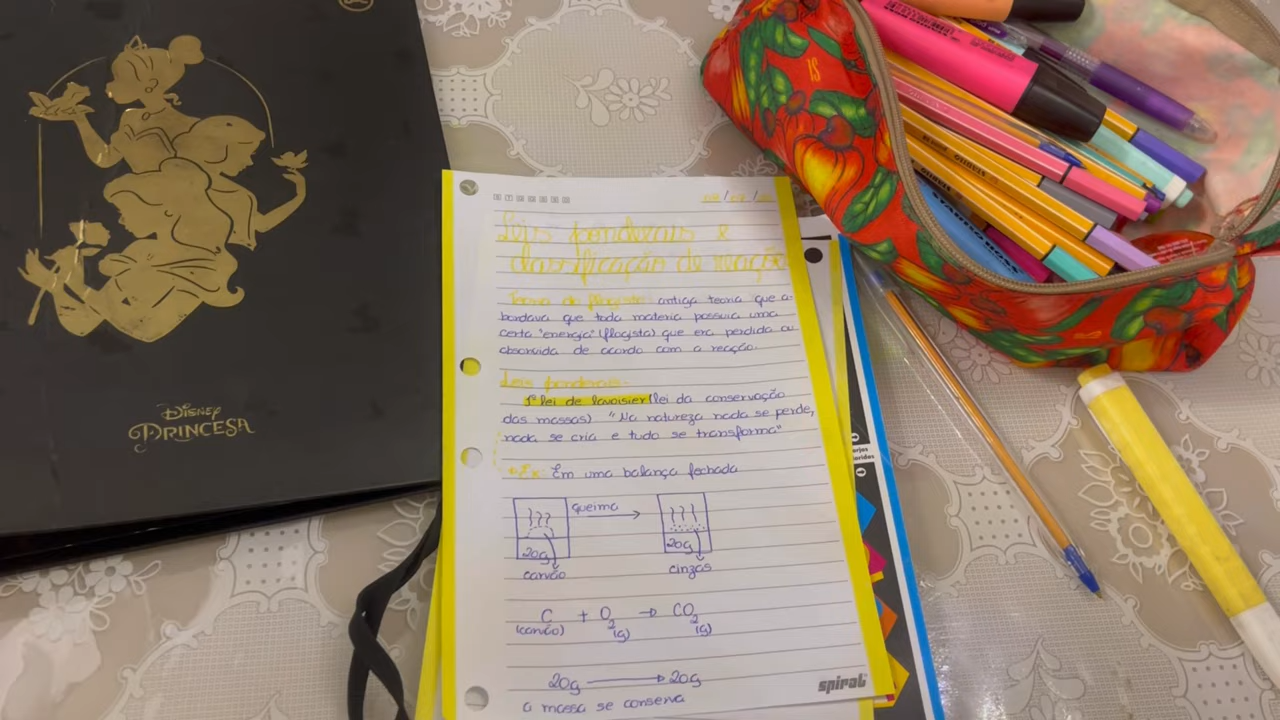 DISNEY
PRINCESA
Leis ponderais e
classificação de reação
Teoria do flogisto: antiga teoria que a-
bordava que toda materia possuia uma
certa "energia" (flogisto) que era perdida ou
absorvida de acordo com a reação.
Leis ponderais-
1ª lei de lavoisier (lei da conservação
das massas) "Na natureza nada se perde,
nada se cria e tudo se transforma"
Ex: Em uma balança fechada
queima
20g
20g
carvão
cinzas
C + O2 → CO2
(carvão) (g) (g)
20g → 20g
a massa se conserva
spiral